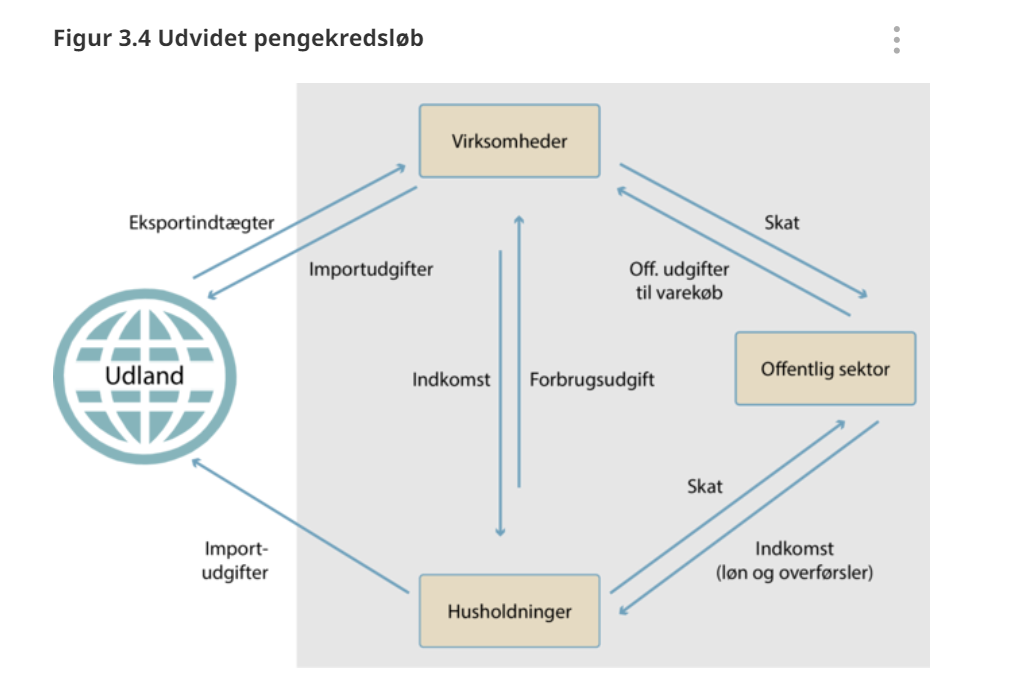 Figur 3.4 Udvidet pengekredsløb
Virksomheder
Eksportindtægter
Skat
Importudgifter
Off. udgifter
til varekøb
Udland
Indkomst
Forbrugsudgift
Offentlig sektor
Skat
Import-
udgifter
Indkomst
(løn og overførsler)
Husholdninger